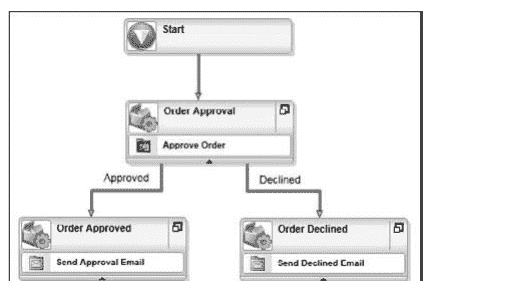 Start
Order Approval
Approve Order
Approved
Declined
Order Approved
Order Declined
Send Approval Email
Send Declined Email